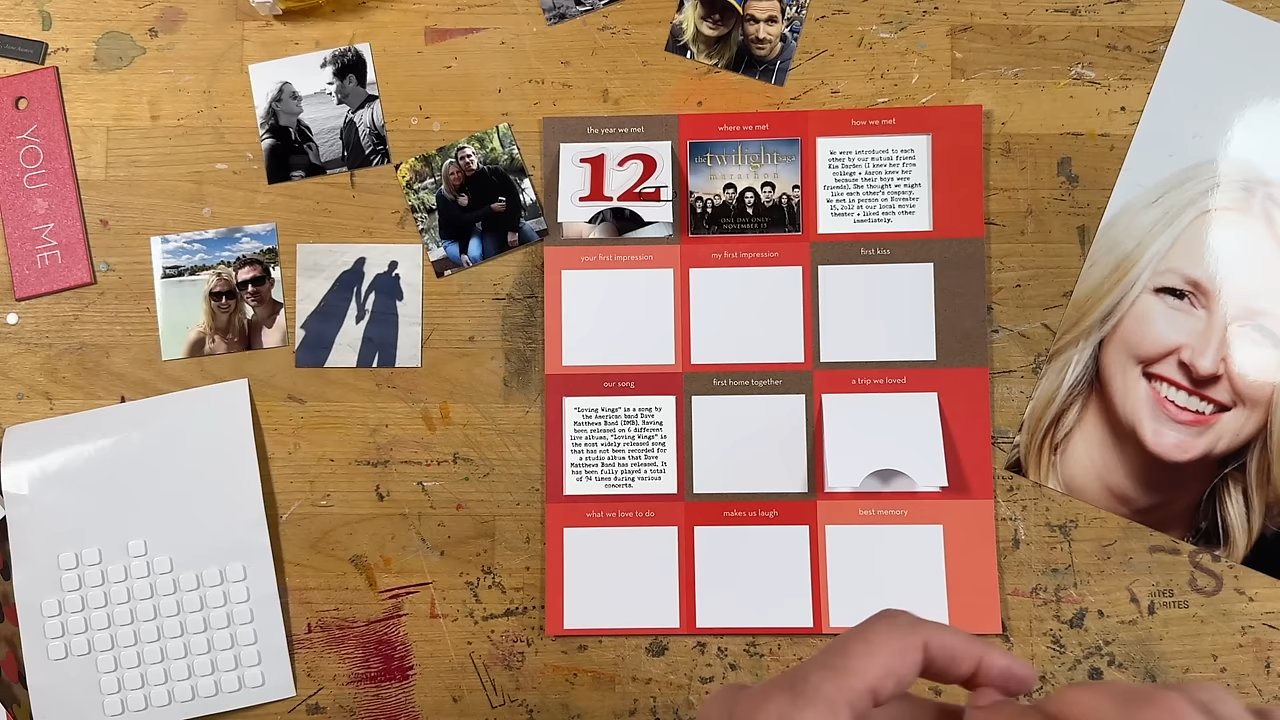 YOU ME
the year we met
12
where we met
the twilight saga
marathon
ONE DAY ONLY
NOVEMBER 15
how we met
We were introduced to each
other by our mutual friend
Kim Darden (I knew her from
college + Aaron knew her
because their boys were
friends). She thought we might
like each other's company.
We met in person on November
15, 2012 at our local movie
theater + liked each other
immediately.
your first impression
my first impression
first kiss
our song
"Loving Wings" is a song by
the American band Dave
Matthews Band (DMB). Having
been released on 6 different
live albums, "Loving Wings" is
the most widely released song
that has not been recorded for
a studio album that Dave
Matthews Band has released. It
has been fully played a total
of 94 times during various
concerts.
first home together
a trip we loved
what we love to do
makes us laugh
best memory
S